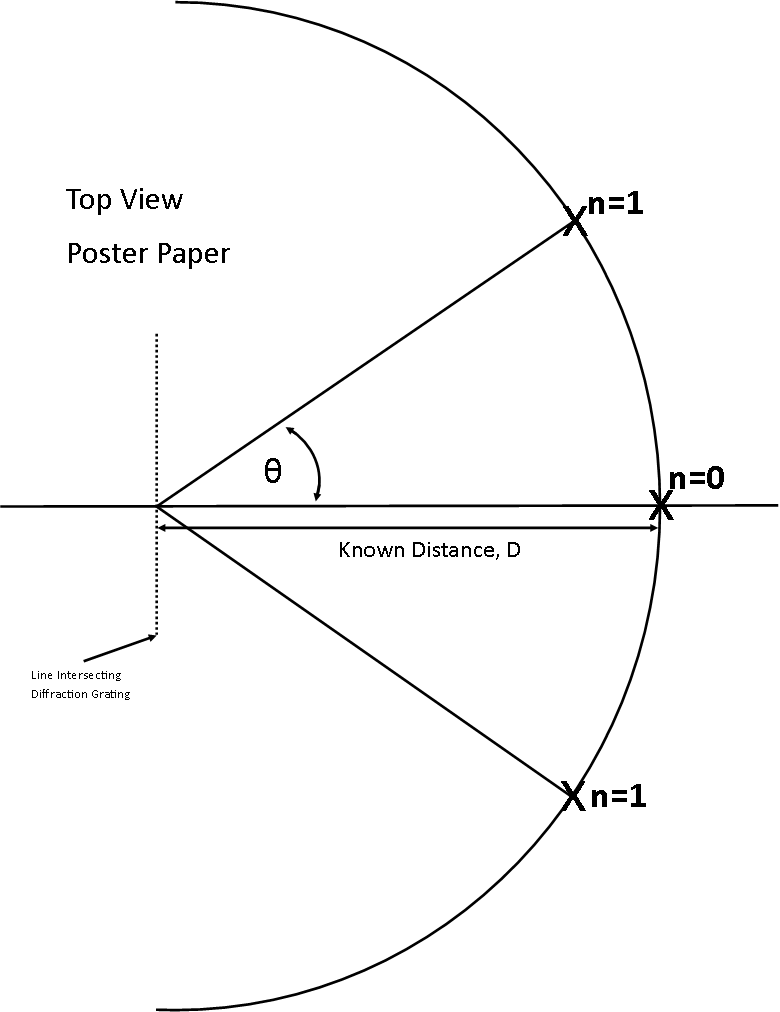 Top View
Poster Paper
n=1
θ
n=0
Known Distance, D
Line Intersecting
Diffraction Grating
n=1